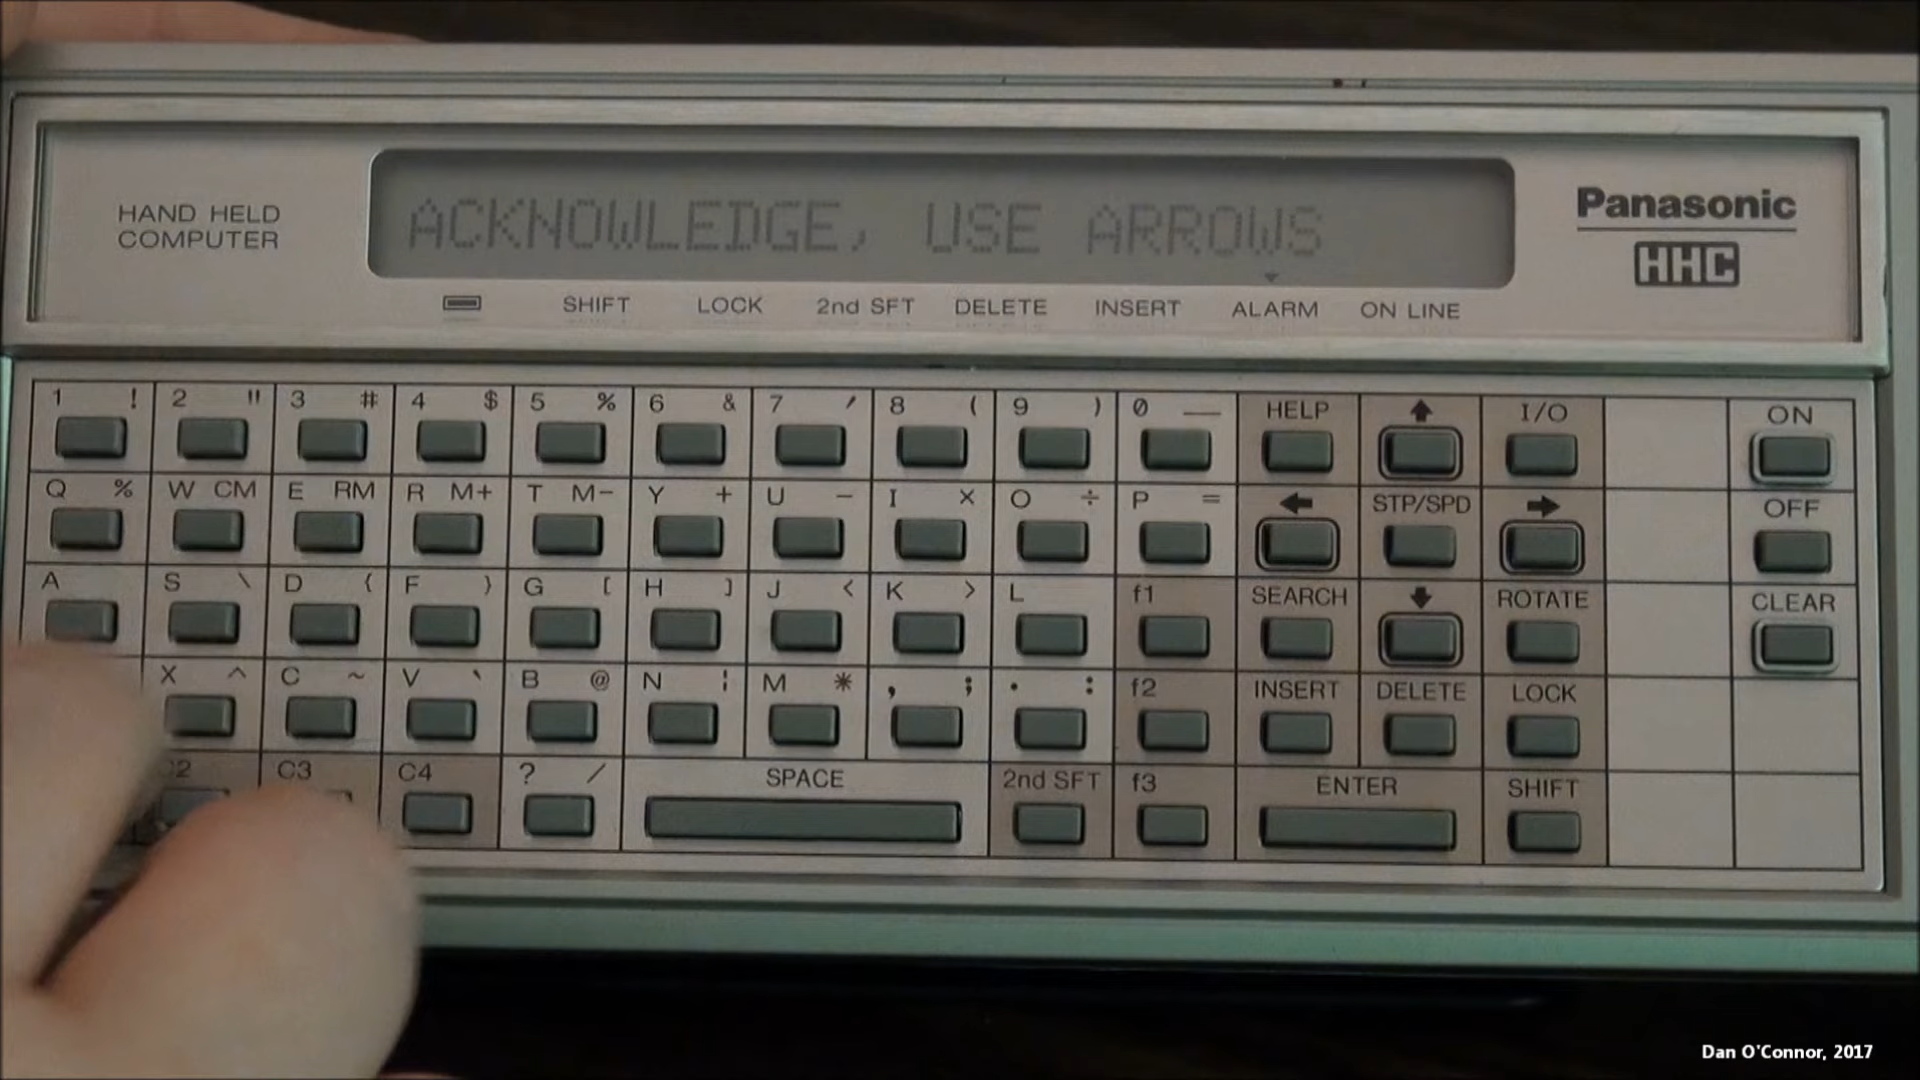 ACKNOWLEDGE, USE ARROWS
HAND HELD
COMPUTER
Panasonic
HHC
SHIFT LOCK 2nd SFT DELETE INSERT ALARM ON LINE
1 ! 2 " 3 # 4 $ 5 % 6 & 7 ' 8 ( 9 ) 0 — HELP ↑ I/O ON
Q % W CM E RM R M+ T M− Y + U − I × O ÷ P = ← STP/SPD → OFF
A S \ D { F } G [ H ] J < K > L f1 SEARCH ↓ ROTATE CLEAR
X ^ C ~ V ` B @ N ¦ M * , ; . : f2 INSERT DELETE LOCK
C3 C4 ? / SPACE 2nd SFT f3 ENTER SHIFT
Dan O'Connor, 2017